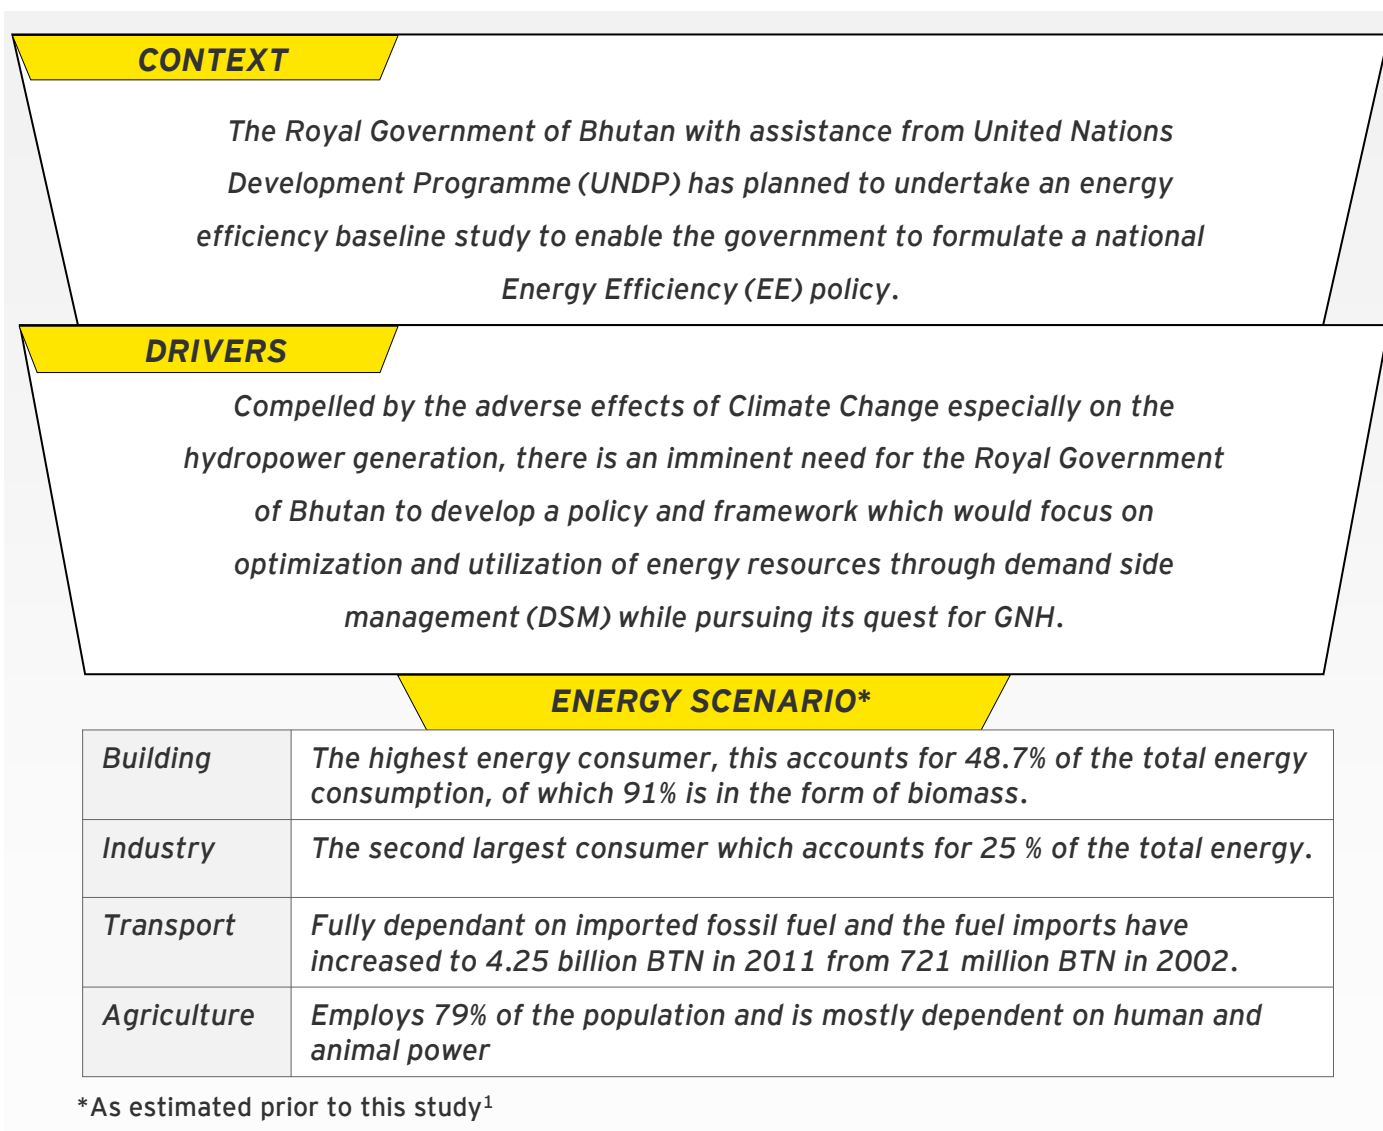 CONTEXT
The Royal Government of Bhutan with assistance from United Nations
Development Programme (UNDP) has planned to undertake an energy
efficiency baseline study to enable the government to formulate a national
Energy Efficiency (EE) policy.
DRIVERS
Compelled by the adverse effects of Climate Change especially on the
hydropower generation, there is an imminent need for the Royal Government
of Bhutan to develop a policy and framework which would focus on
optimization and utilization of energy resources through demand side
management (DSM) while pursuing its quest for GNH.
ENERGY SCENARIO*
Building
The highest energy consumer, this accounts for 48.7% of the total energy
consumption, of which 91% is in the form of biomass.
Industry
The second largest consumer which accounts for 25 % of the total energy.
Transport
Fully dependant on imported fossil fuel and the fuel imports have
increased to 4.25 billion BTN in 2011 from 721 million BTN in 2002.
Agriculture
Employs 79% of the population and is mostly dependent on human and
animal power
*As estimated prior to this study¹